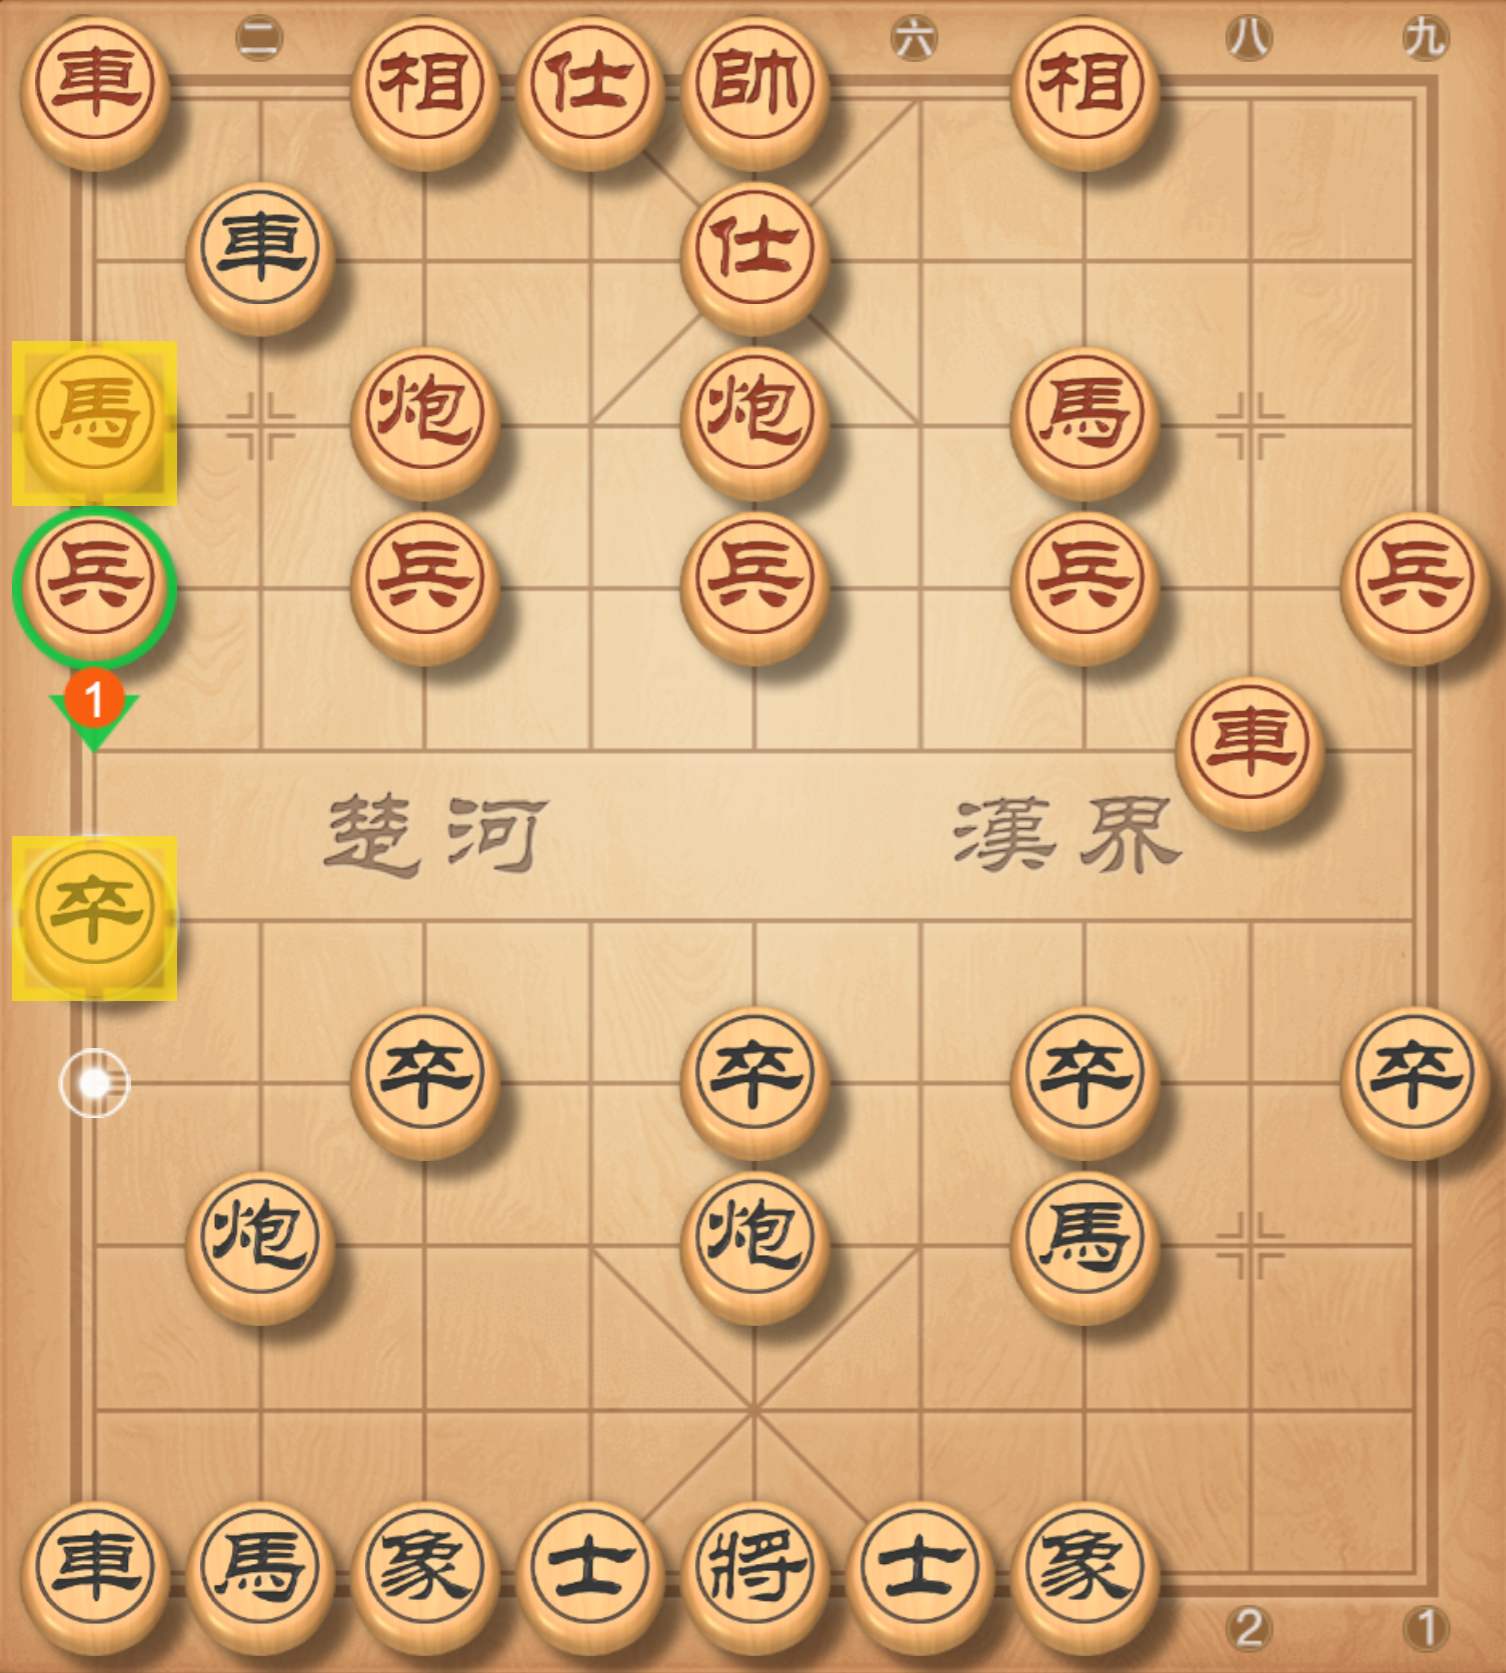 二 六 八 九
車 相 仕 帥 相
車 仕
馬 炮 炮 馬
兵 兵 兵 兵 兵
1
車
楚河 漢界
卒
卒 卒 卒 卒
炮 炮 馬
車 馬 象 士 將 士 象
2 1